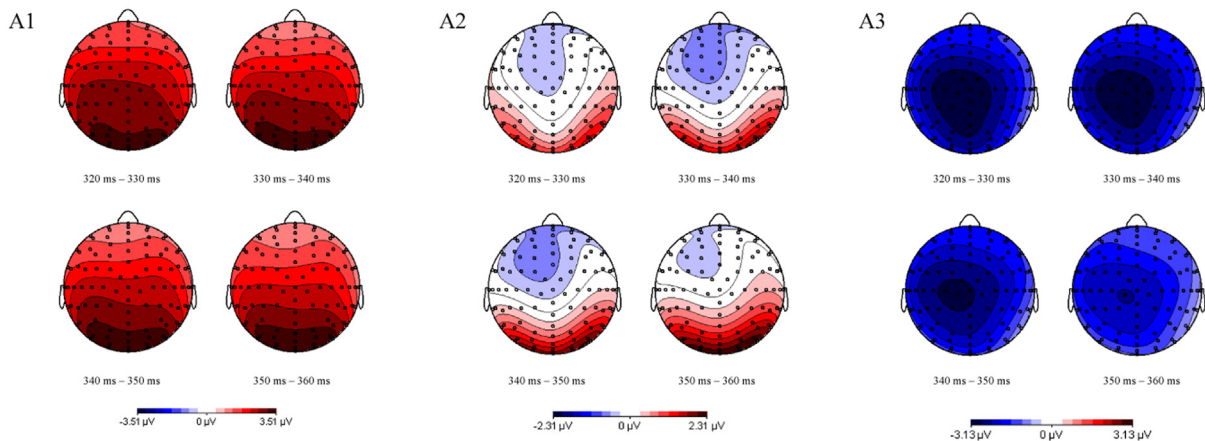 A1 A2 A3
320 ms – 330 ms 330 ms – 340 ms 320 ms – 330 ms 330 ms – 340 ms 320 ms – 330 ms 330 ms – 340 ms
340 ms – 350 ms 350 ms – 360 ms 340 ms – 350 ms 350 ms – 360 ms 340 ms – 350 ms 350 ms – 360 ms
-3.51 µV 0 µV 3.51 µV -2.31 µV 0 µV 2.31 µV -3.13 µV 0 µV 3.13 µV